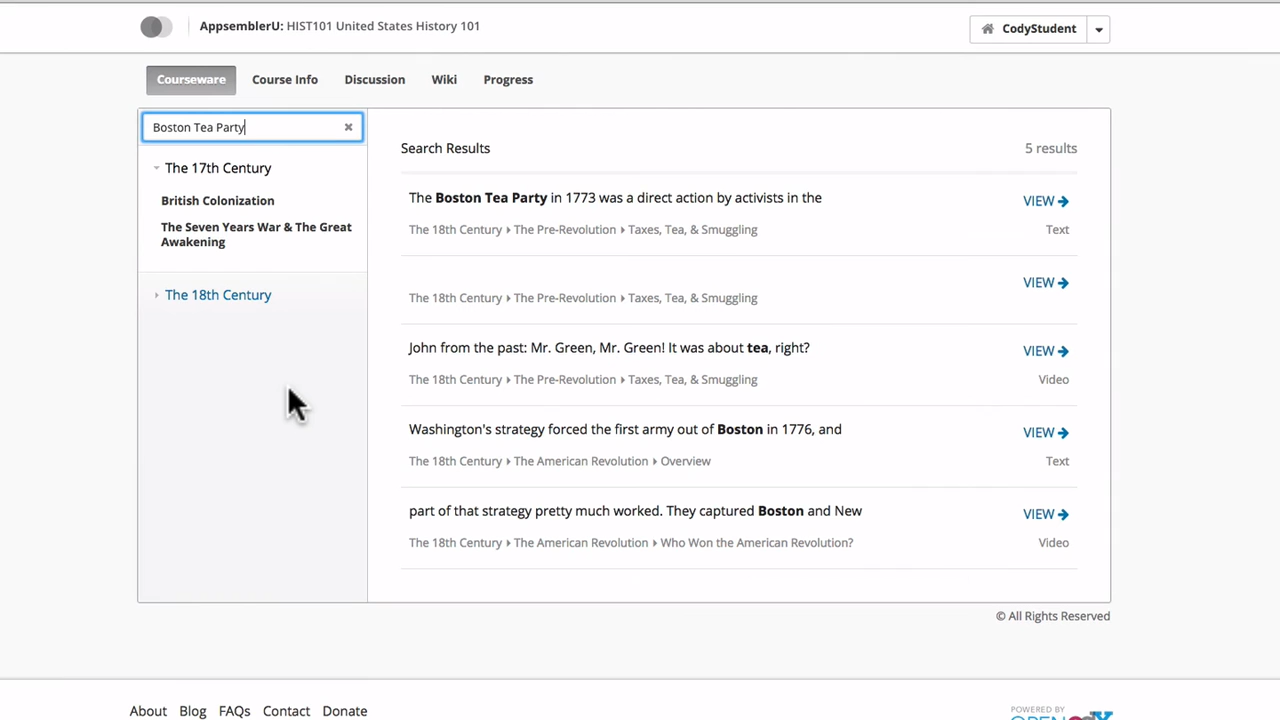 AppsemblerU: HIST101 United States History 101
CodyStudent
Courseware
Course Info
Discussion
Wiki
Progress
Boston Tea Party
The 17th Century
British Colonization
The Seven Years War & The Great
Awakening
The 18th Century
Search Results
5 results
The Boston Tea Party in 1773 was a direct action by activists in the
VIEW
The 18th Century The Pre-Revolution Taxes, Tea, & Smuggling
Text
VIEW
The 18th Century The Pre-Revolution Taxes, Tea, & Smuggling
John from the past: Mr. Green, Mr. Green! It was about tea, right?
VIEW
The 18th Century The Pre-Revolution Taxes, Tea, & Smuggling
Video
Washington's strategy forced the first army out of Boston in 1776, and
VIEW
The 18th Century The American Revolution Overview
Text
part of that strategy pretty much worked. They captured Boston and New
VIEW
The 18th Century The American Revolution Who Won the American Revolution?
Video
© All Rights Reserved
About Blog FAQs Contact Donate
POWERED BY